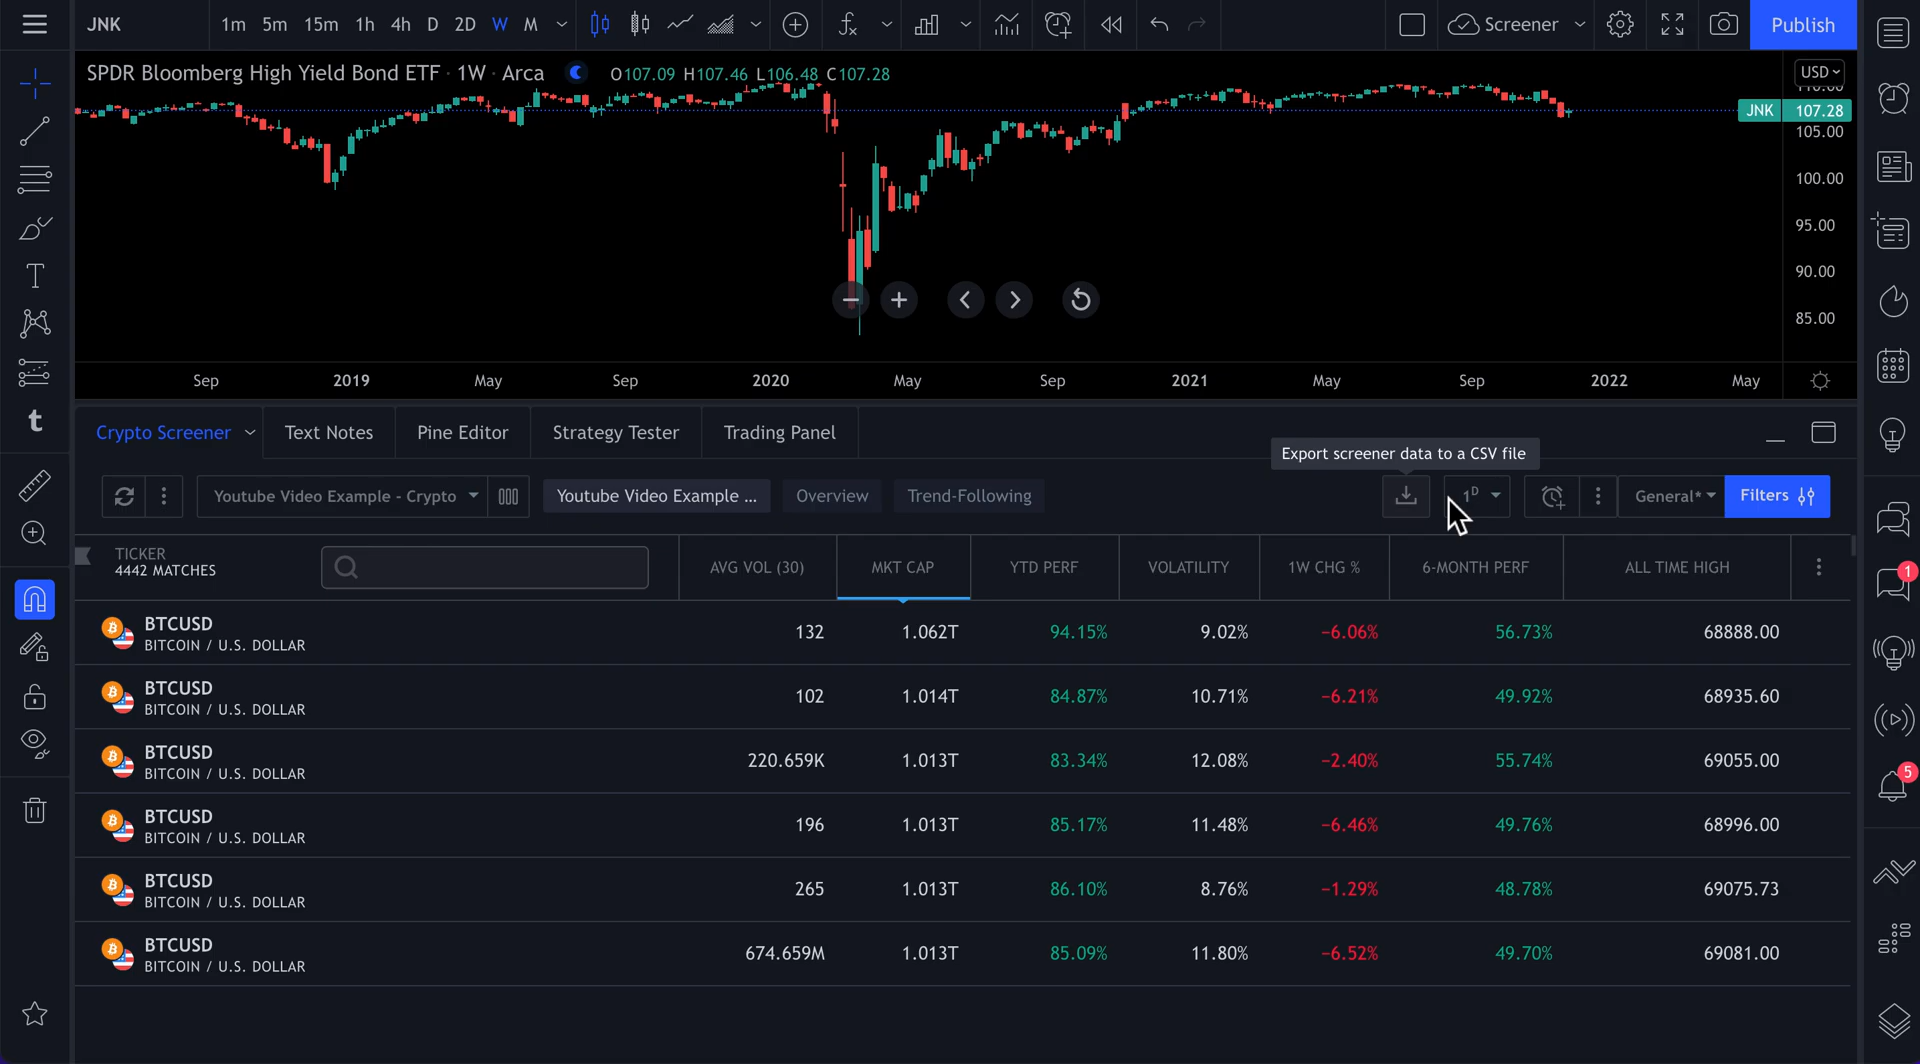 JNK
1m 5m 15m 1h 4h D 2D W M
Screener
Publish
SPDR Bloomberg High Yield Bond ETF · 1W · Arca
O107.09 H107.46 L106.48 C107.28
USD
110.00
JNK 107.28
105.00
100.00
95.00
90.00
85.00
Sep 2019 May Sep 2020 May Sep 2021 May Sep 2022 May
Crypto Screener Text Notes Pine Editor Strategy Tester Trading Panel
Export screener data to a CSV file
Youtube Video Example - Crypto Youtube Video Example ... Overview Trend-Following 1D General* Filters
TICKER
4442 MATCHES
AVG VOL (30) MKT CAP YTD PERF VOLATILITY 1W CHG % 6-MONTH PERF ALL TIME HIGH
BTCUSD
BITCOIN / U.S. DOLLAR
132 1.062T 94.15% 9.02% −6.06% 56.73% 68888.00
BTCUSD
BITCOIN / U.S. DOLLAR
102 1.014T 84.87% 10.71% −6.21% 49.92% 68935.60
BTCUSD
BITCOIN / U.S. DOLLAR
220.659K 1.013T 83.34% 12.08% −2.40% 55.74% 69055.00
BTCUSD
BITCOIN / U.S. DOLLAR
196 1.013T 85.17% 11.48% −6.46% 49.76% 68996.00
BTCUSD
BITCOIN / U.S. DOLLAR
265 1.013T 86.10% 8.76% −1.29% 48.78% 69075.73
BTCUSD
BITCOIN / U.S. DOLLAR
674.659M 1.013T 85.09% 11.80% −6.52% 49.70% 69081.00
1
5